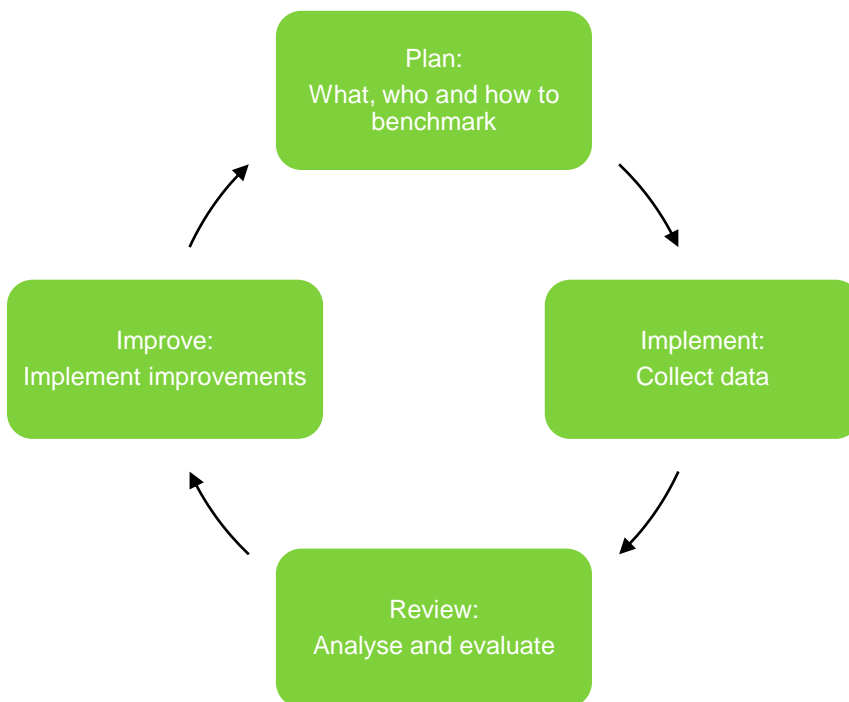 Plan:
What, who and how to
benchmark
Improve:
Implement improvements
Implement:
Collect data
Review:
Analyse and evaluate